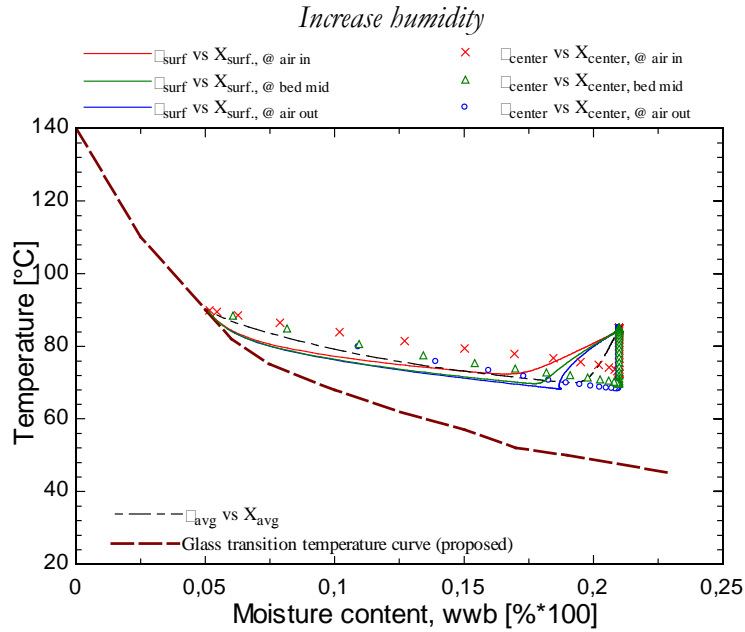 Increase humidity
□surf vs Xsurf., @ air in
□center vs Xcenter, @ air in
□surf vs Xsurf., @ bed mid
□center vs Xcenter, bed mid
□surf vs Xsurf., @ air out
□center vs Xcenter, @ air out
140
120
100
80
60
40
20
Temperature [°C]
□avg vs Xavg
Glass transition temperature curve (proposed)
0
0,05
0,1
0,15
0,2
0,25
Moisture content, wwb [%*100]